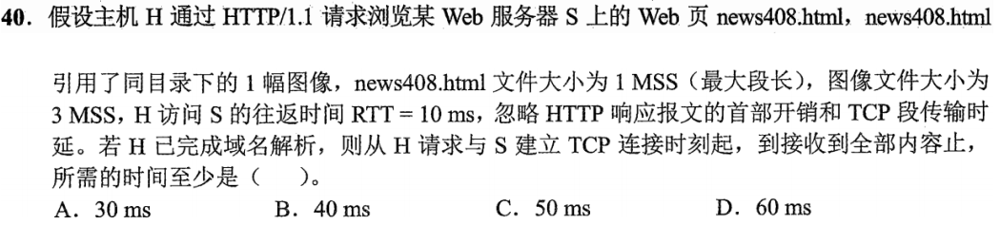 40．假设主机 H 通过 HTTP/1.1 请求浏览某 Web 服务器 S 上的 Web 页 news408.html，news408.html
引用了同目录下的 1 幅图像，news408.html 文件大小为 1 MSS（最大段长），图像文件大小为
3 MSS，H 访问 S 的往返时间 RTT = 10 ms，忽略 HTTP 响应报文的首部开销和 TCP 段传输时
延。若 H 已完成域名解析，则从 H 请求与 S 建立 TCP 连接时刻起，到接收到全部内容止，
所需的时间至少是（　　）。
A．30 ms B．40 ms C．50 ms D．60 ms